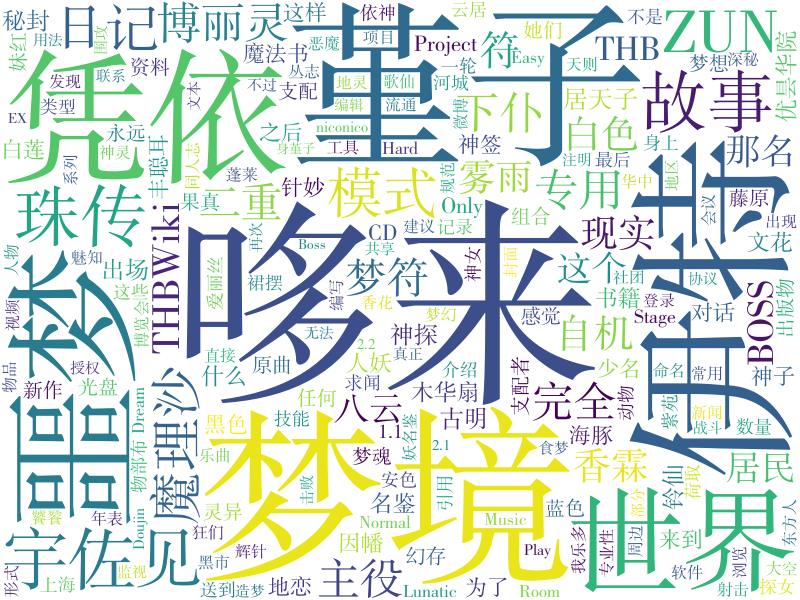 秘封
日记
博丽灵
这样
依神
云居
不是
她们
用法
围攻
恶魔
项目
妹红
魔法书
Project
符
THB
ZUN
丛志
Easy
梦想
深秘
资料
联系
歌仙
一轮
天则
优昙华院
发现
不过
支配
地灵
河城
居天子
EX
类型
文本
编辑
流通
微博
下仆
故事
凭依
堇子
永远
之后
niconico
Hard
白色
身上
白莲
神灵
丰聪耳
同人志
身堇子
工具
神签
注明
最后
那名
系列
果真
蓬莱
雾雨
规范
华中
地区
珠传
二重
针妙
模式
Only
专用
藤原
会议
出现
人物
魅知
THBWiki
再次
Boss
共享
CD
建议
记录
组合
现实
文花
出场
爱丽丝
裙摆
编写
梦符
神女
封面
这个
社团
协议
视频
这些
博览
会
香花
梦幻
感觉
书籍
登录
出版物
噩梦
哆来
伊特
BOSS
物品
授权
原曲
无法
神探
自机
Stage
对话
直接
2.2
真正
新作
光盘
什么
人妖
介绍
支配者
少名
命名
常用
Dream
任何
求闻
木华扇
动物
神子
宇佐见
魔理沙
物部布
黑色
技能
八云
1.1
古明
完全
紫苑
新闻
战斗
数量
乐曲
梦魂
妖名鉴
2.1
海豚
饕餮
年表
Doujin
灵异
击败
安色
名鉴
引用
食梦
香霖
铃仙
荷取
居民
狂们
Normal
蓝色
Music
我乐多
专业性
周边
部分
来到
东方人
形式
黑市
辉针
因幡
幻存
Play
浏览
太空
上海
监视
送到
造梦
地恋
主役
Lunatic
为了
Room
梦境
世界
软件
射击
探女